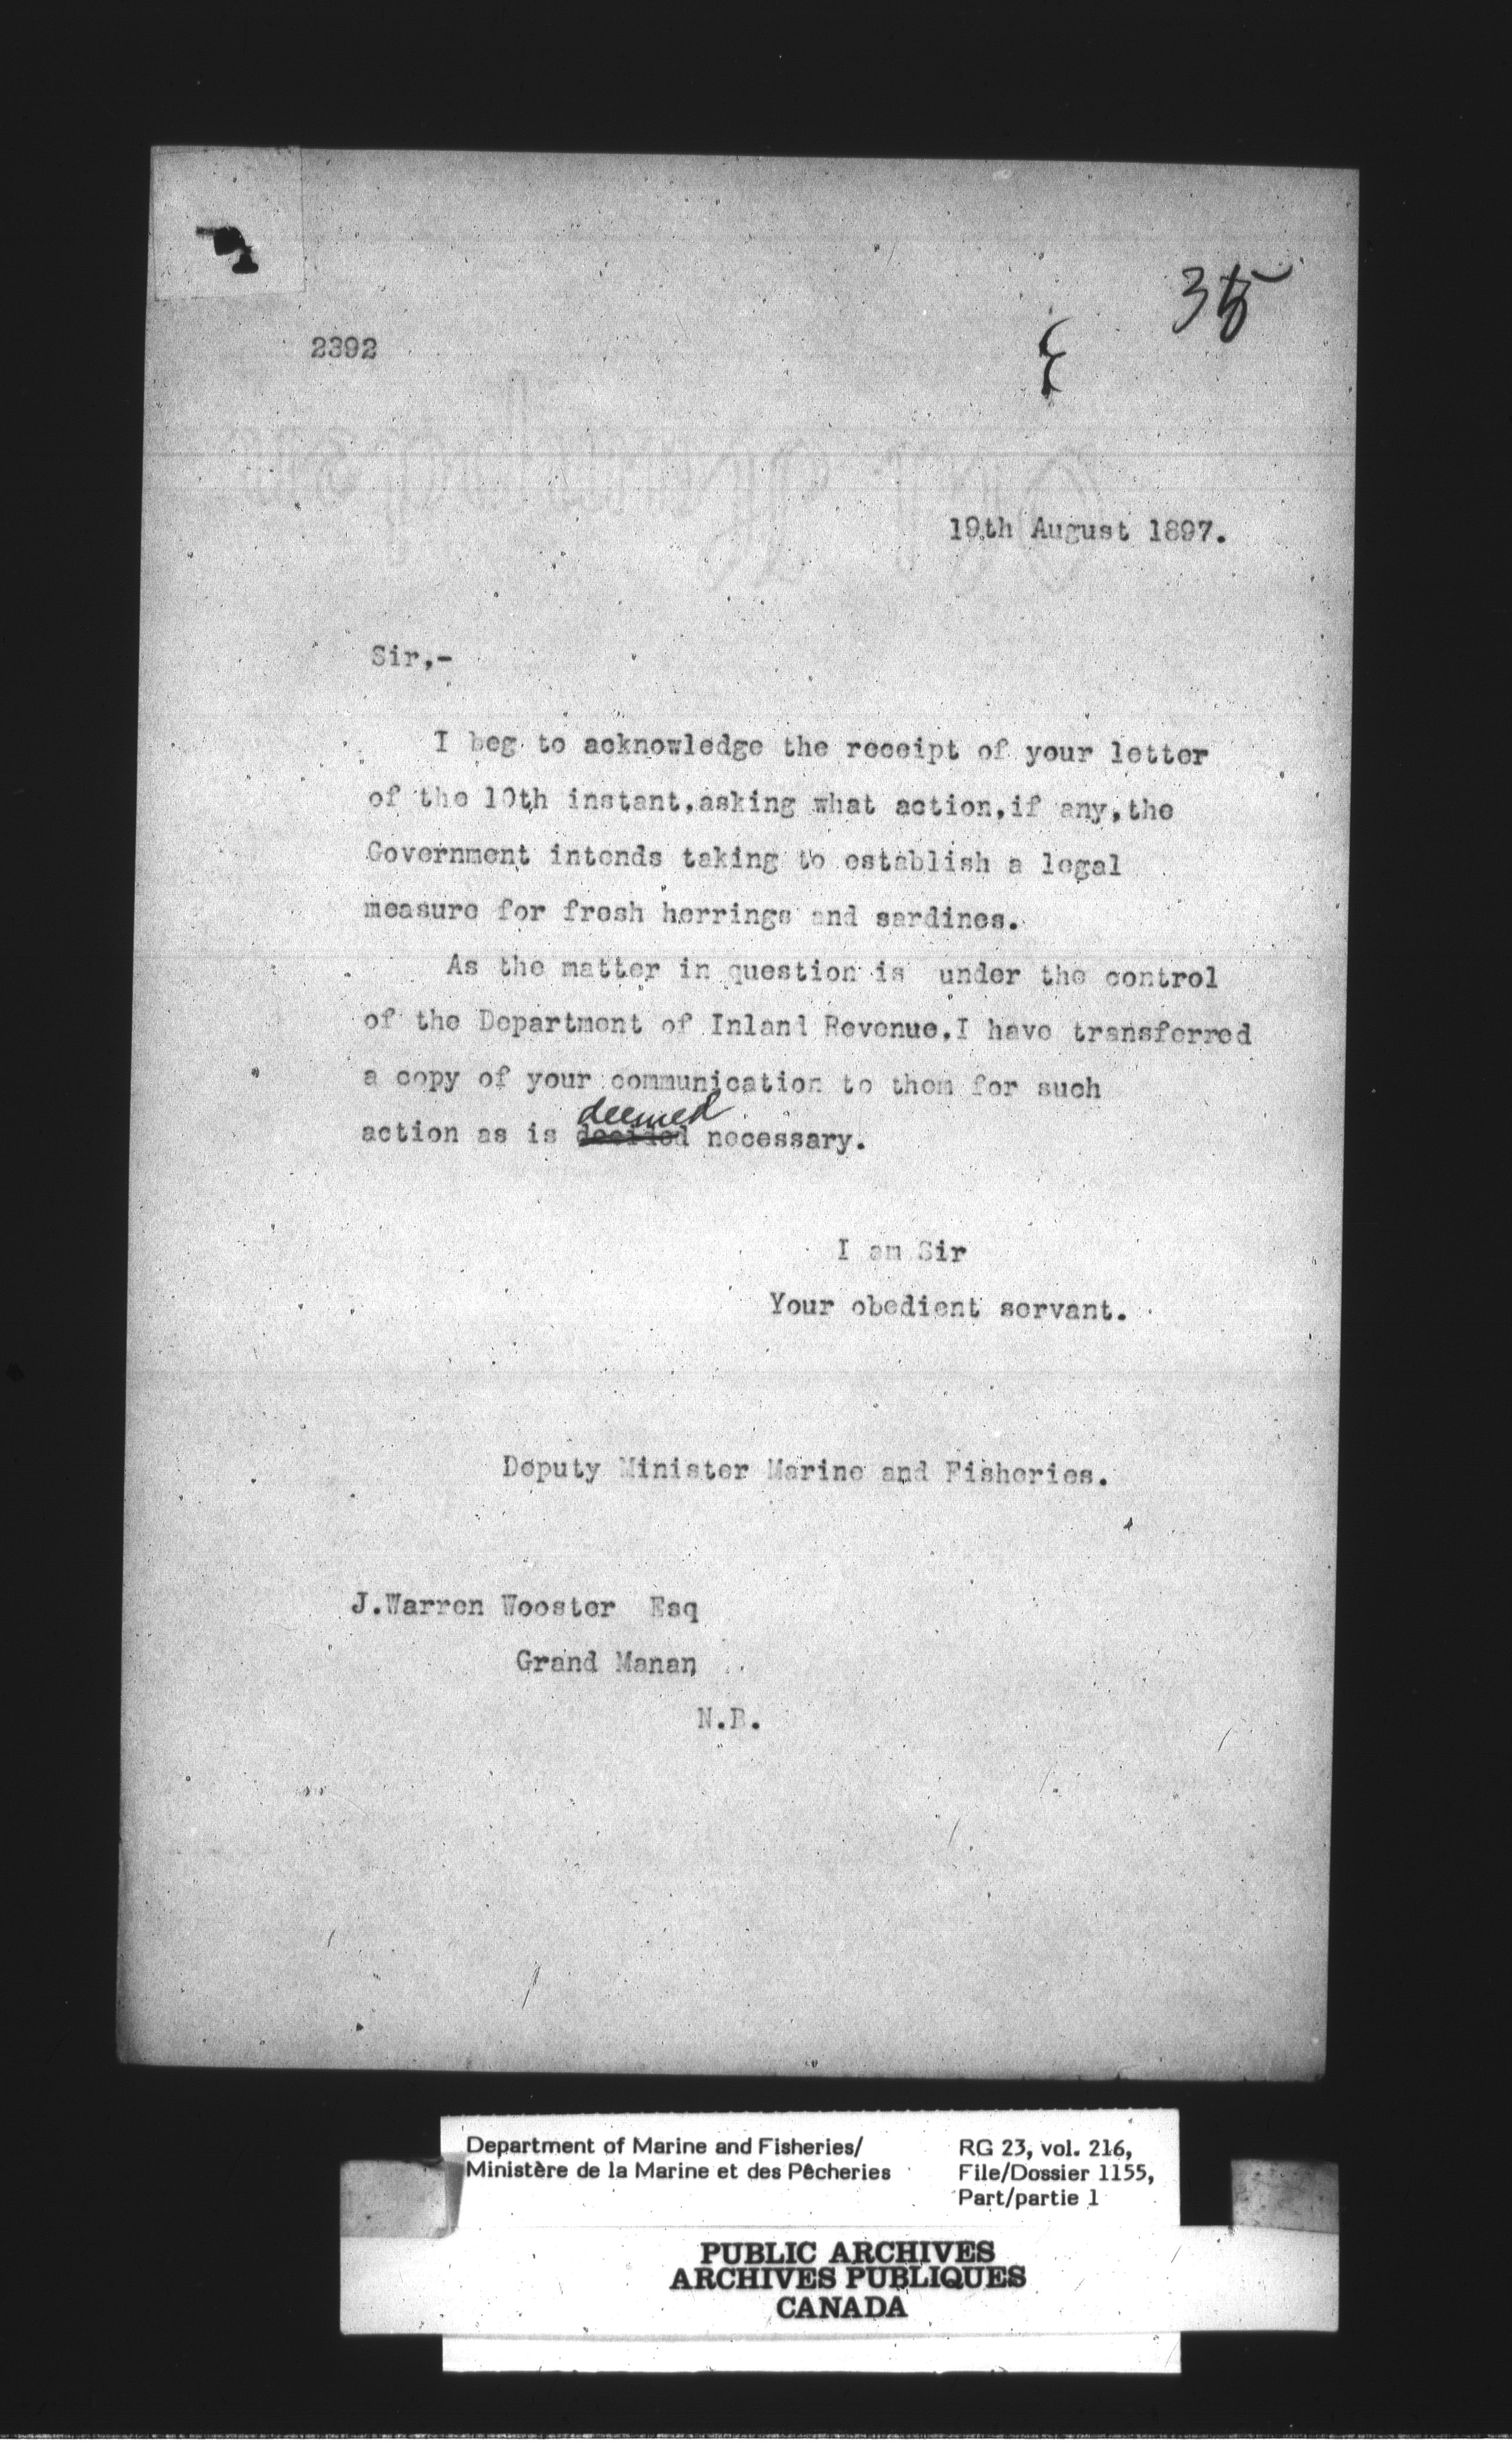 2392
19th August 1897.
Sir,-
I beg to acknowledge the receipt of your letter
of the 10th instant, asking what action, if any, the
Government intends taking to establish a legal
measure for fresh herrings and sardines.
As the matter in question is under the control
of the Department of Inland Revenue, I have transferred
a copy of your communication to them for such
deemed
action as is decided necessary.
I am Sir
Your obedient servant.
Deputy Minister Marine and Fisheries.
J.Warren Wooster Esq
Grand Manan
N.B.
Department of Marine and Fisheries/
Ministère de la Marine et des Pêcheries
RG 23, vol. 216,
File/Dossier 1155,
Part/partie 1
PUBLIC ARCHIVES
ARCHIVES PUBLIQUES
CANADA